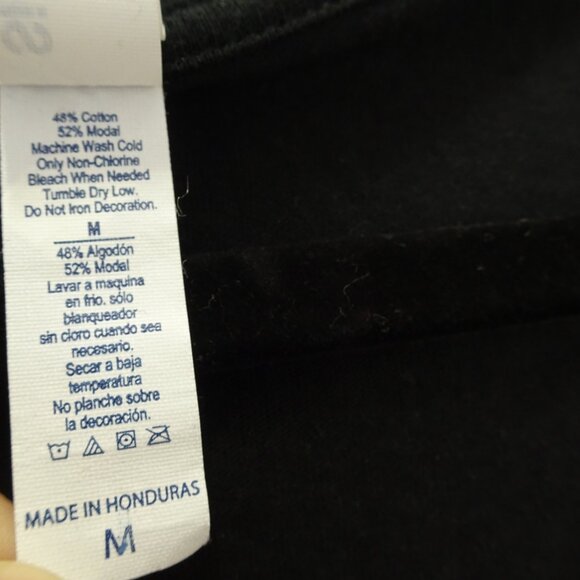 48% Cotton
52% Modal
Machine Wash Cold
Only Non-Chlorine
Bleach When Needed
Tumble Dry Low.
Do Not Iron Decoration.
M
48% Algodón
52% Modal
Lavar a maquina
en frio. sólo
blanqueador
sin cloro cuando sea
necesario.
Secar a baja
temperatura
No planche sobre
la decoración.
MADE IN HONDURAS
M